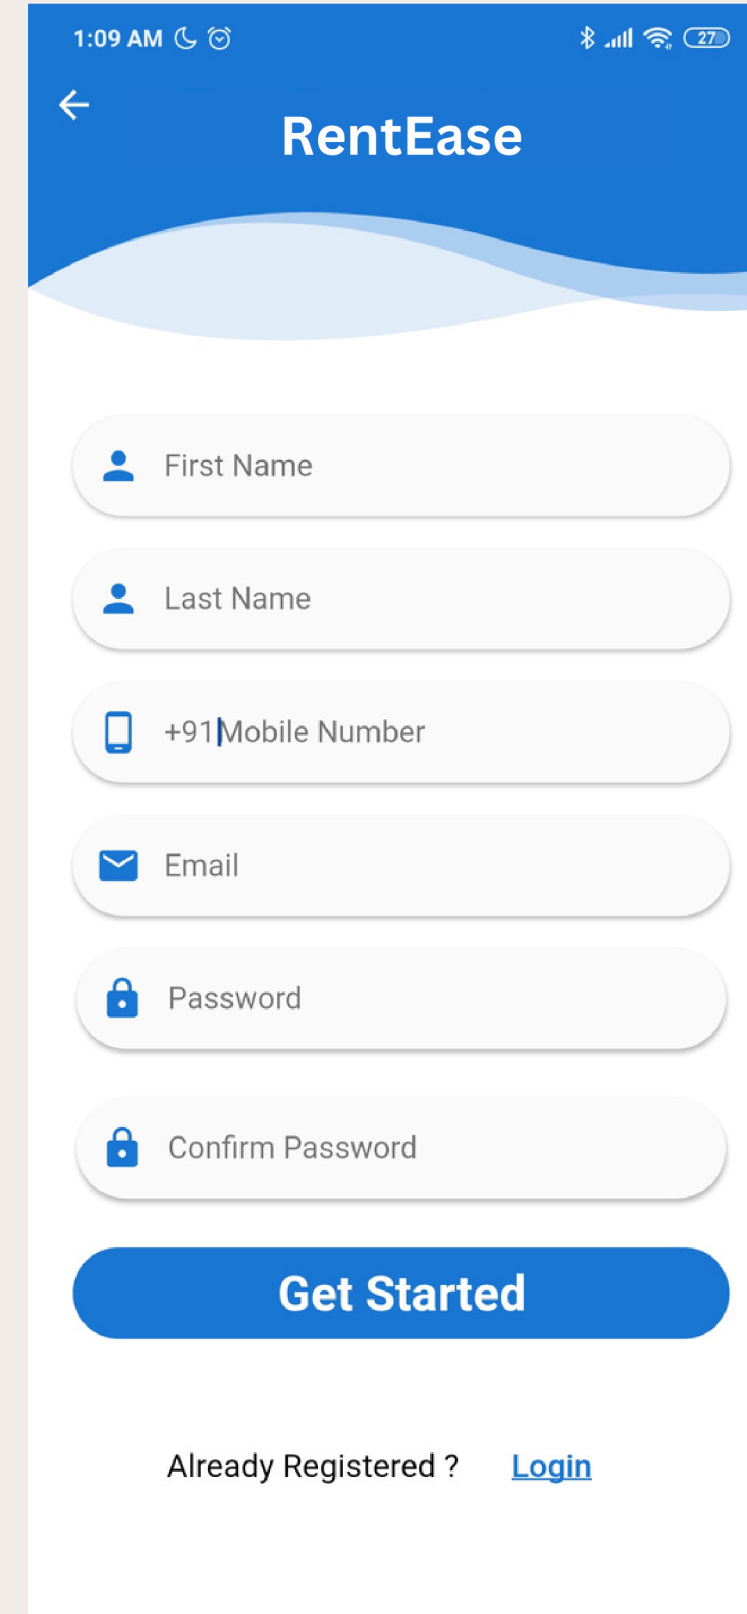 1:09 AM 27
RentEase
First Name
Last Name
+91Mobile Number
Email
Password
Confirm Password
Get Started
Already Registered ? Login